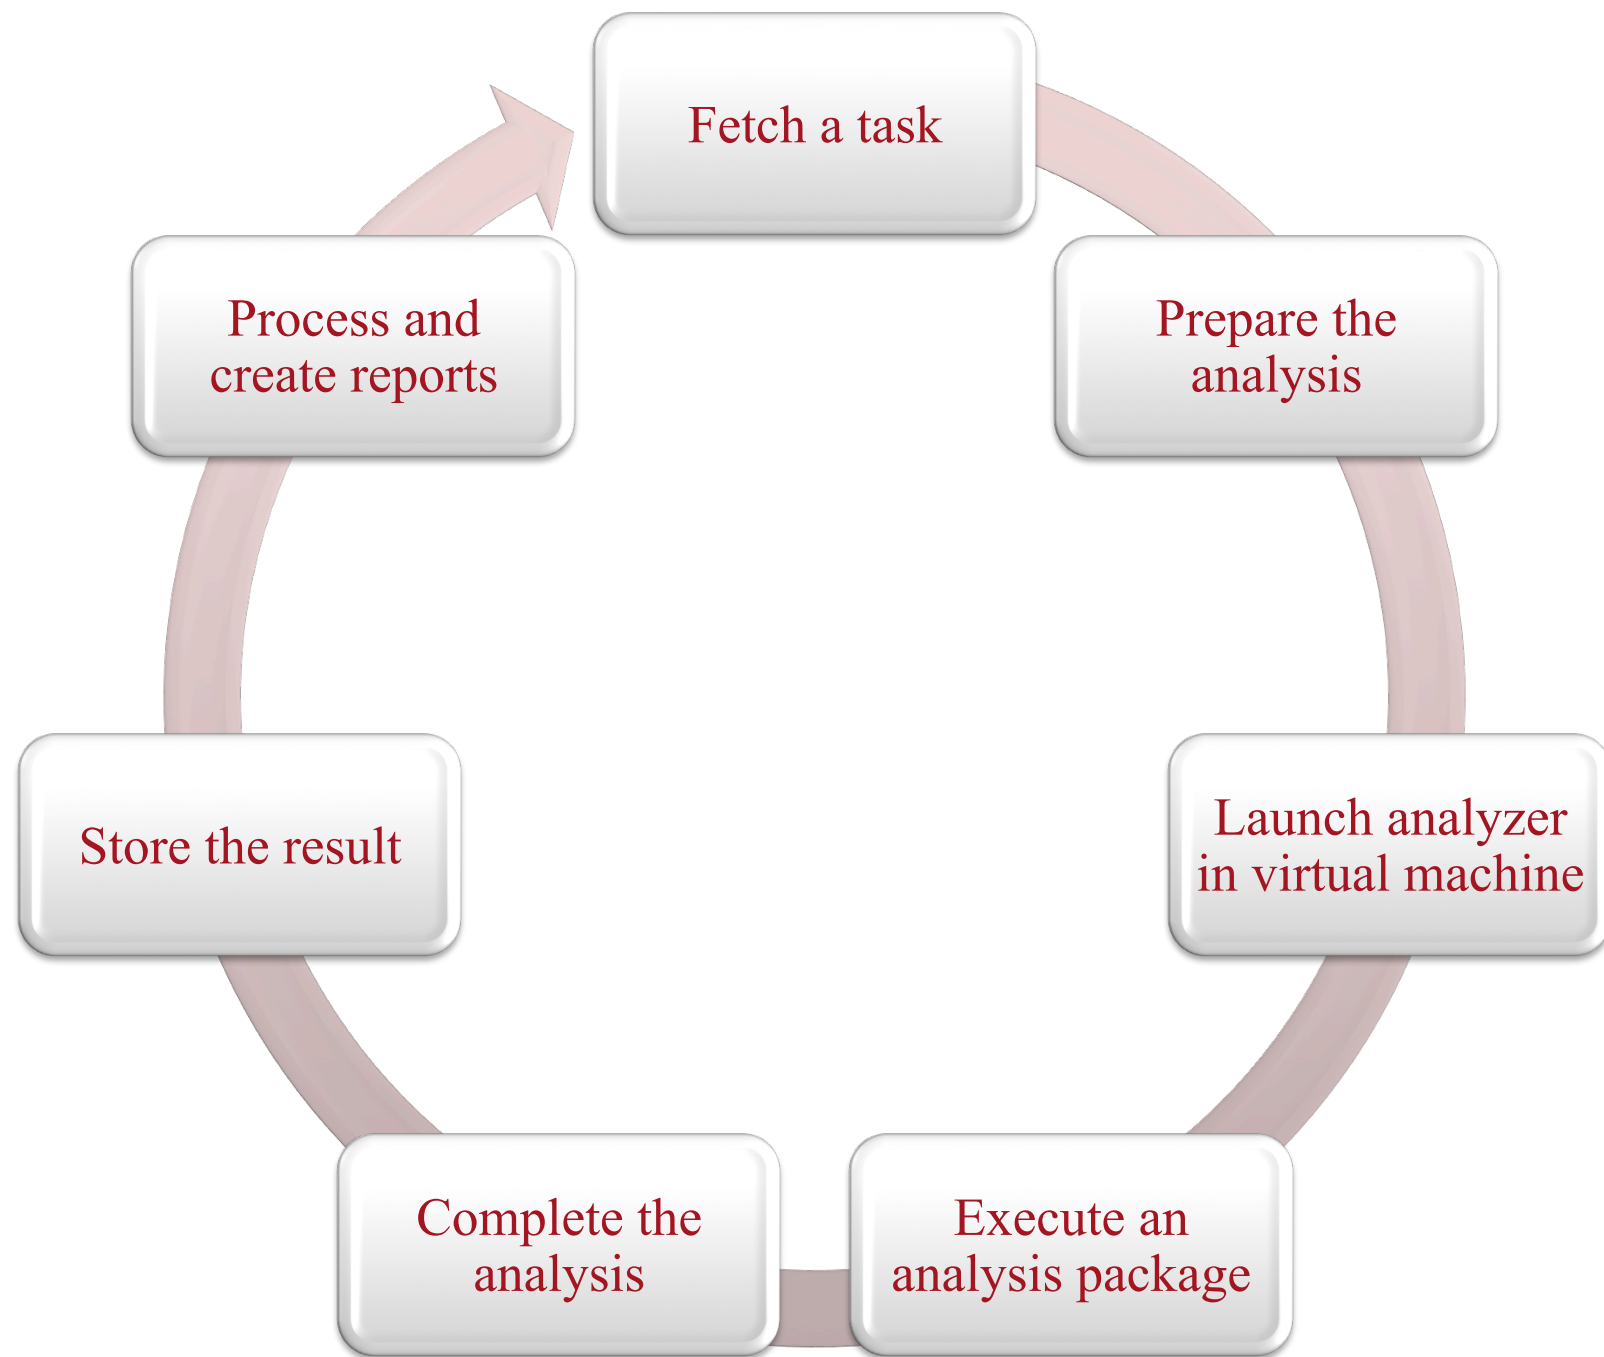 Fetch a task
Prepare the
analysis
Launch analyzer
in virtual machine
Execute an
analysis package
Complete the
analysis
Store the result
Process and
create reports